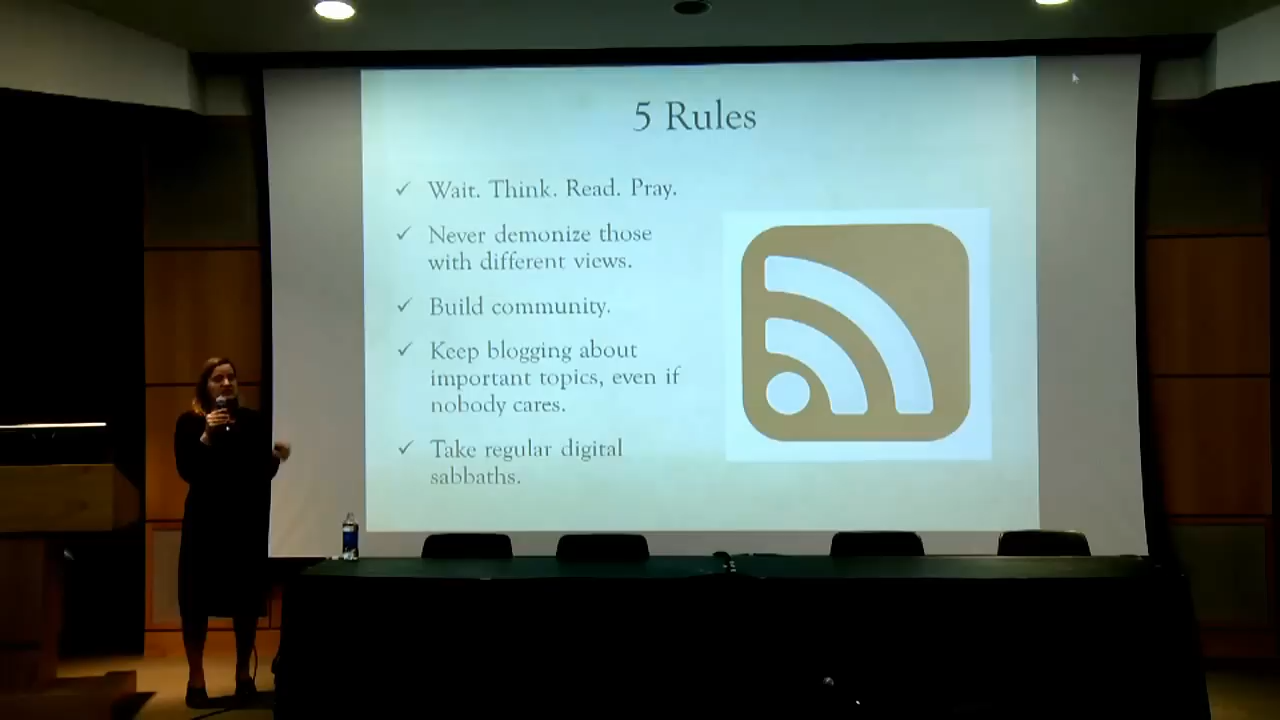 5 Rules
Wait. Think. Read. Pray.
Never demonize those
with different views.
Build community.
Keep blogging about
important topics, even if
nobody cares.
Take regular digital
sabbaths.